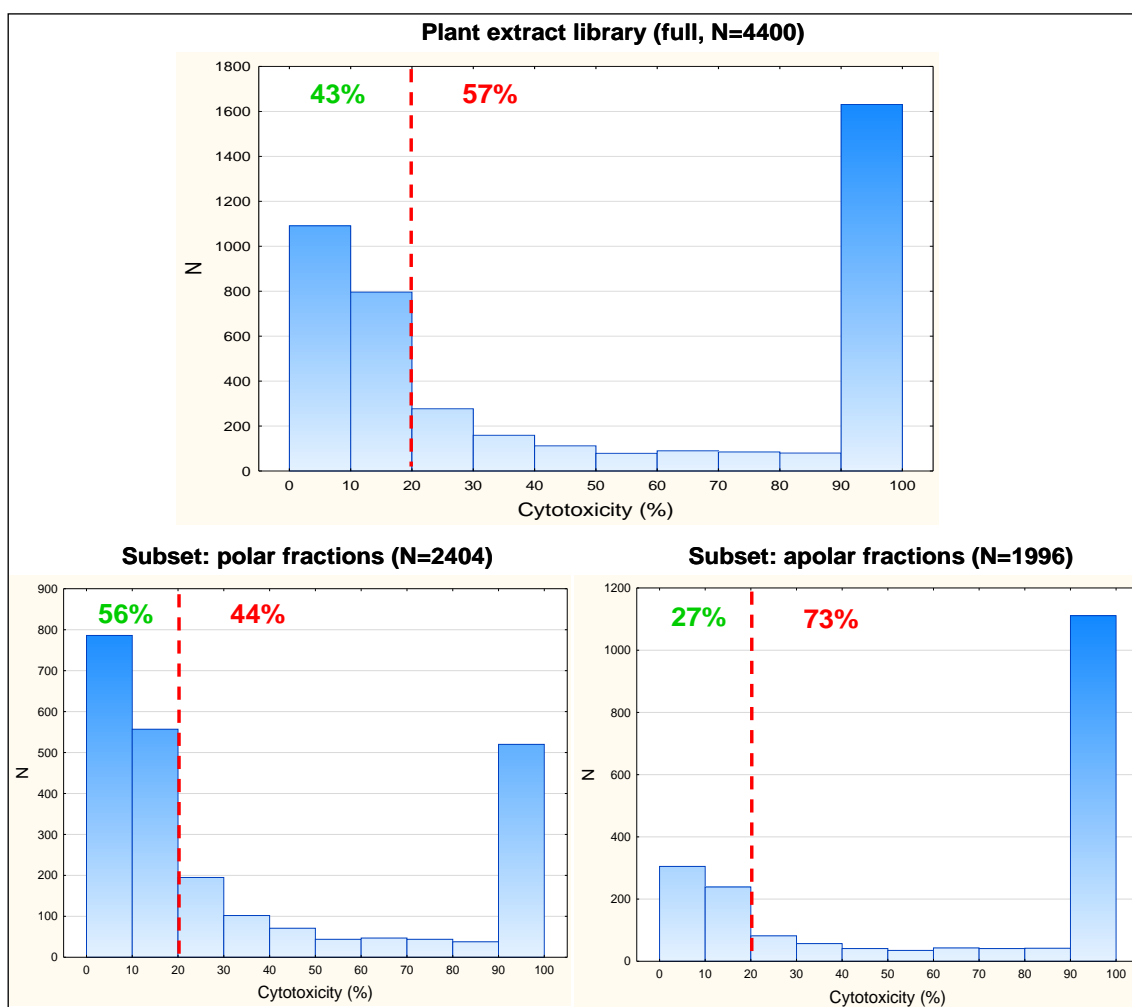 Plant extract library (full, N=4400)
43% 57%
1800
1600
1400
1200
1000
800
600
400
200
0
N
0 10 20 30 40 50 60 70 80 90 100
Cytotoxicity (%)
Subset: polar fractions (N=2404)
56% 44%
900
800
700
600
500
400
300
200
100
0
N
0 10 20 30 40 50 60 70 80 90 100
Cytotoxicity (%)
Subset: apolar fractions (N=1996)
27% 73%
1200
1000
800
600
400
200
0
N
0 10 20 30 40 50 60 70 80 90 100
Cytotoxicity (%)